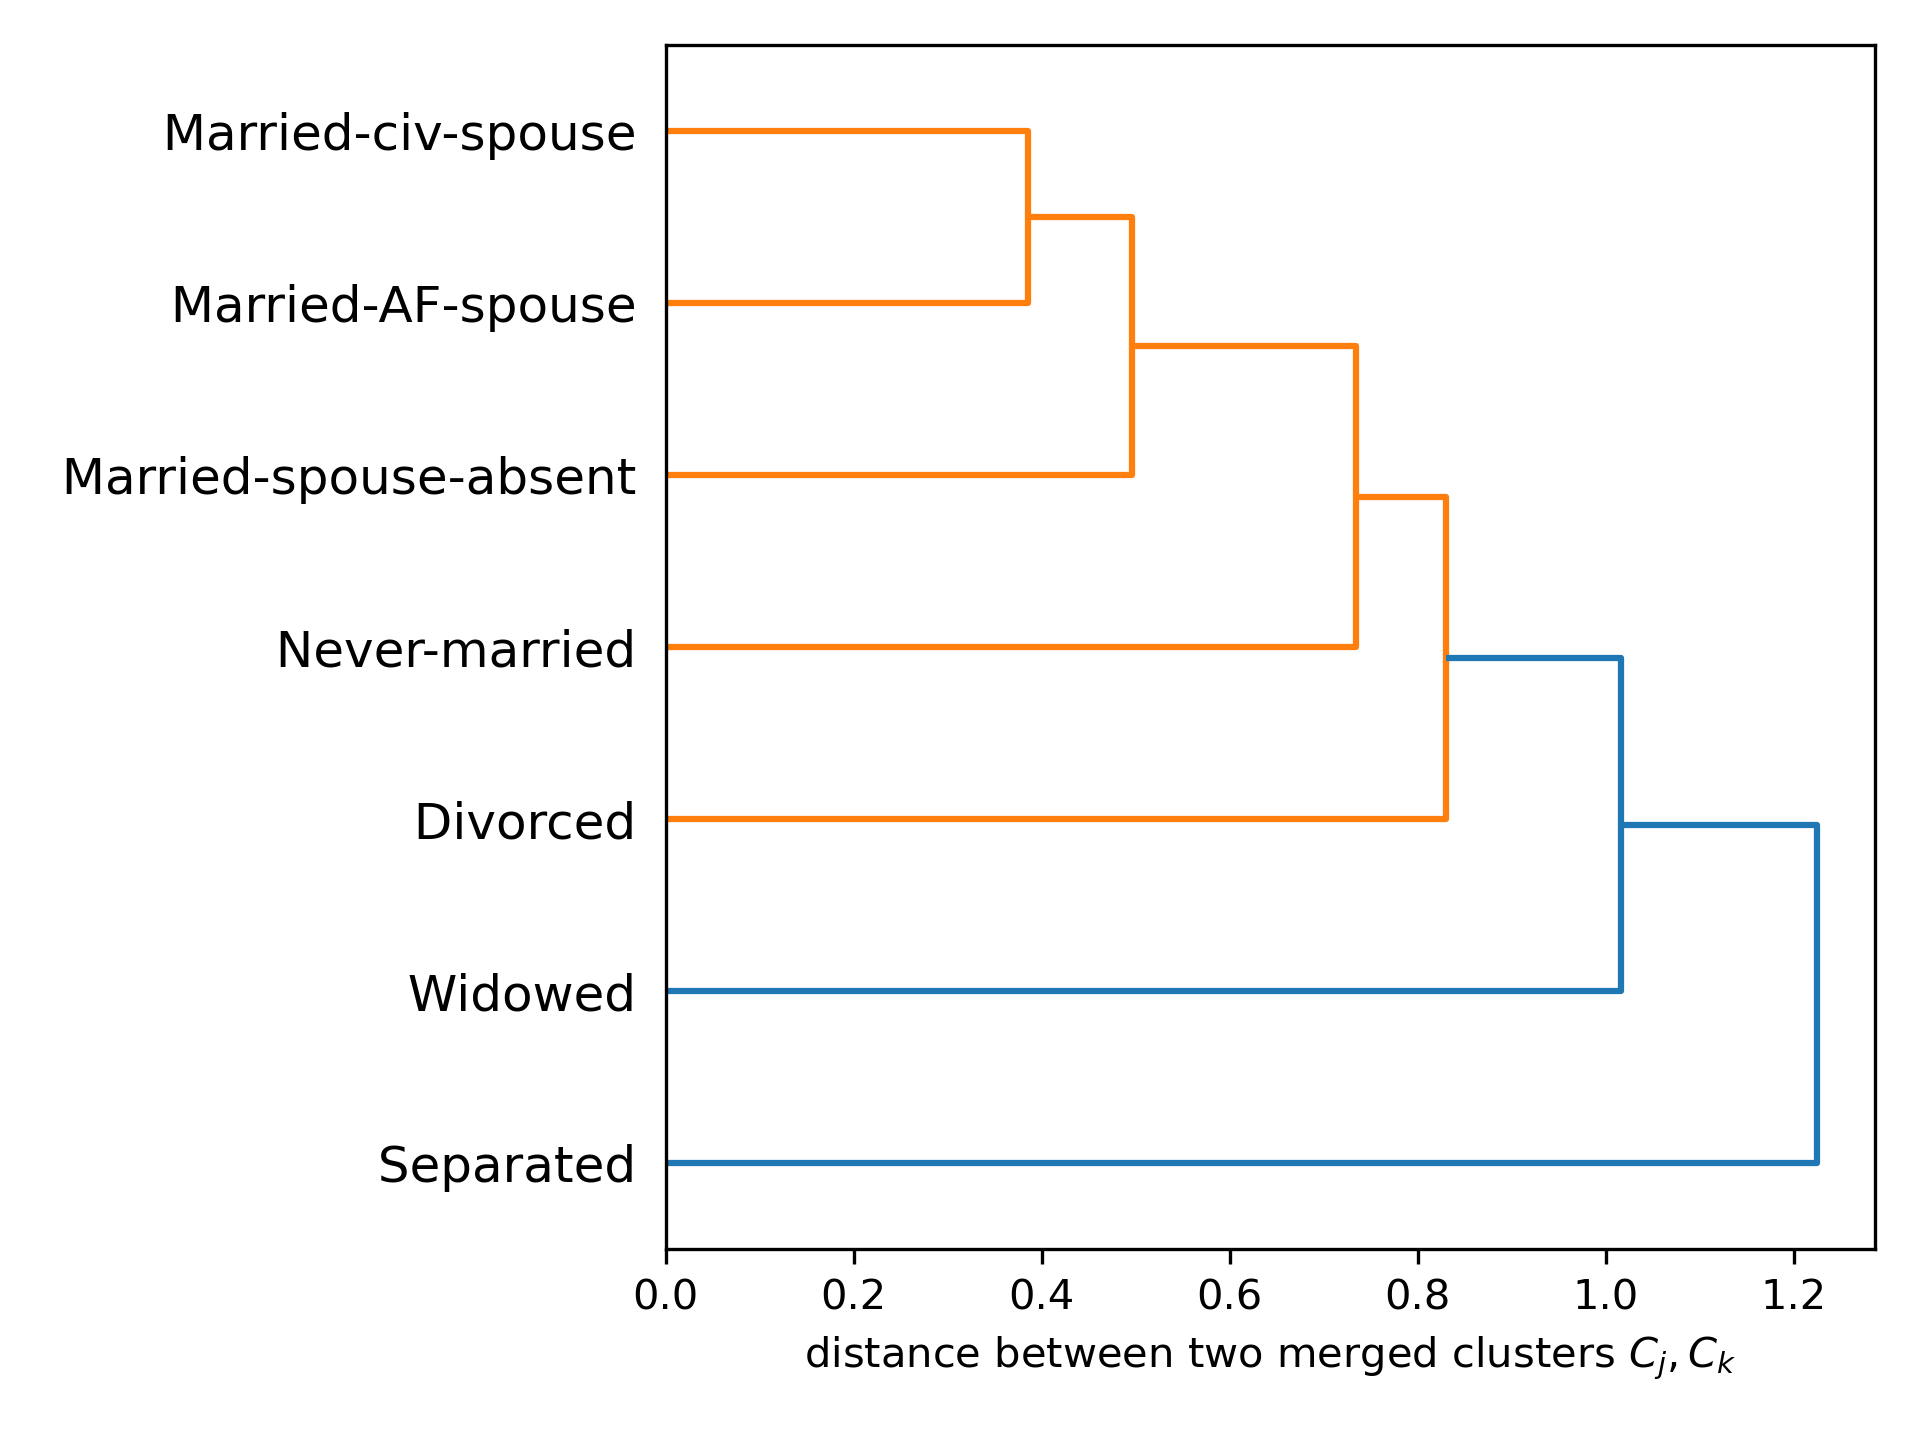 Married-civ-spouse
Married-AF-spouse
Married-spouse-absent
Never-married
Divorced
Widowed
Separated
0.0 0.2 0.4 0.6 0.8 1.0 1.2
distance between two merged clusters C_j, C_k